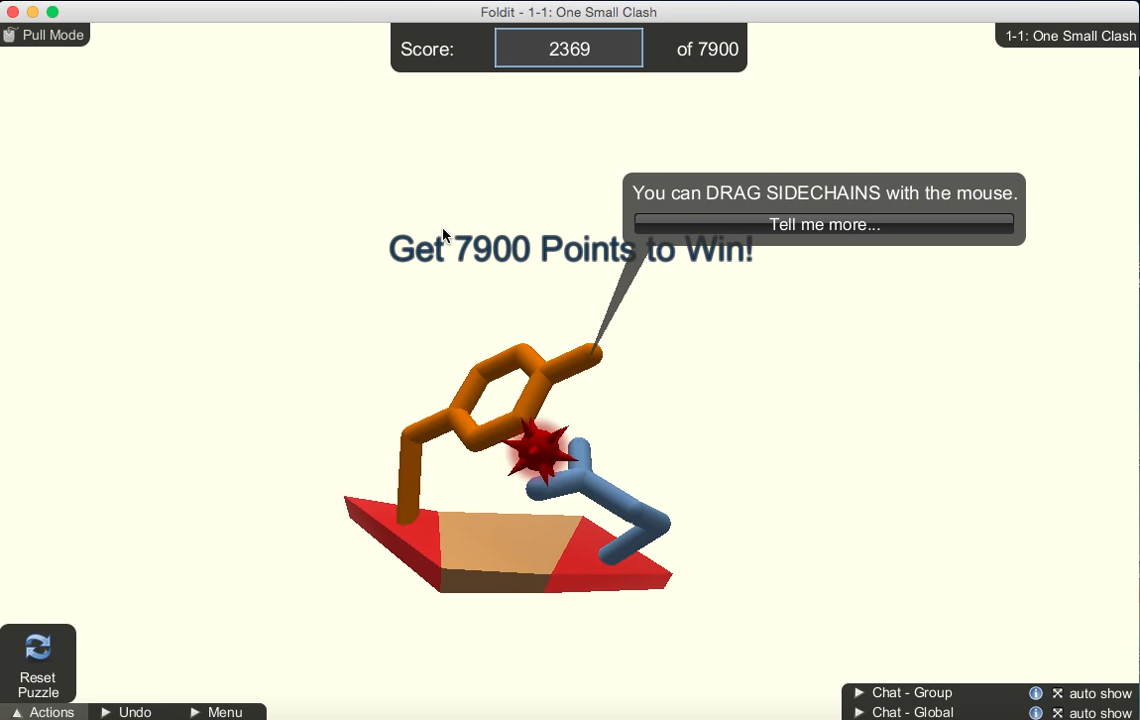 Foldit - 1-1: One Small Clash
Pull Mode
Score: 2369 of 7900
1-1: One Small Clash
You can DRAG SIDECHAINS with the mouse.
Tell me more...
Get 7900 Points to Win!
Reset
Puzzle
Actions Undo Menu
Chat - Group auto show
Chat - Global auto show